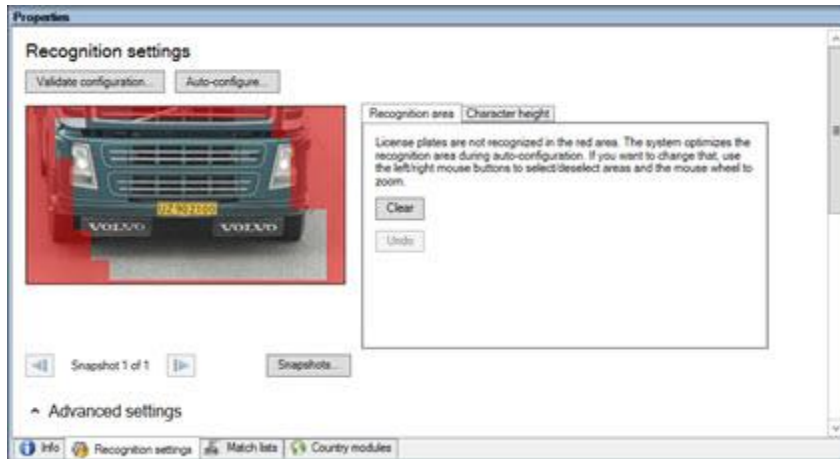 Properties
Recognition settings
Validate configuration...
Auto-configure...
Recognition area
Character height
License plates are not recognized in the red area. The system optimizes the
recognition area during auto-configuration. If you want to change that, use
the left/right mouse buttons to select/deselect areas and the mouse wheel to
zoom.
Clear
Undo
VOLVO VOLVO
Snapshot 1 of 1
Snapshots...
Advanced settings
Info
Recognition settings
Match lists
Country modules